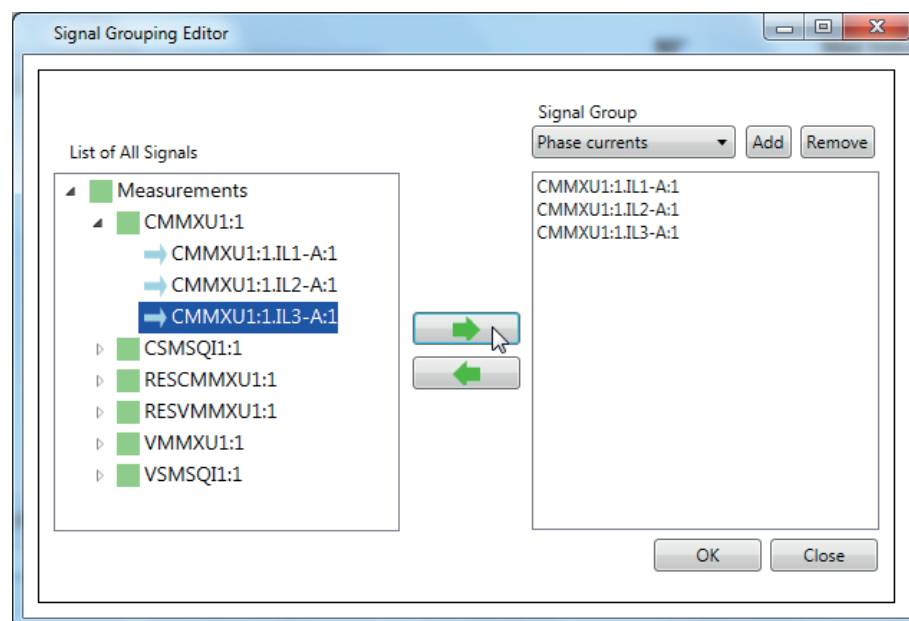 Signal Grouping Editor
Signal Group
Phase currents
Add
Remove
List of All Signals
Measurements
CMMXU1:1
CMMXU1:1.IL1-A:1
CMMXU1:1.IL2-A:1
CMMXU1:1.IL3-A:1
CSMSQI1:1
RESCMMXU1:1
RESVMMXU1:1
VMMXU1:1
VSMSQI1:1
CMMXU1:1.IL1-A:1
CMMXU1:1.IL2-A:1
CMMXU1:1.IL3-A:1
OK
Close